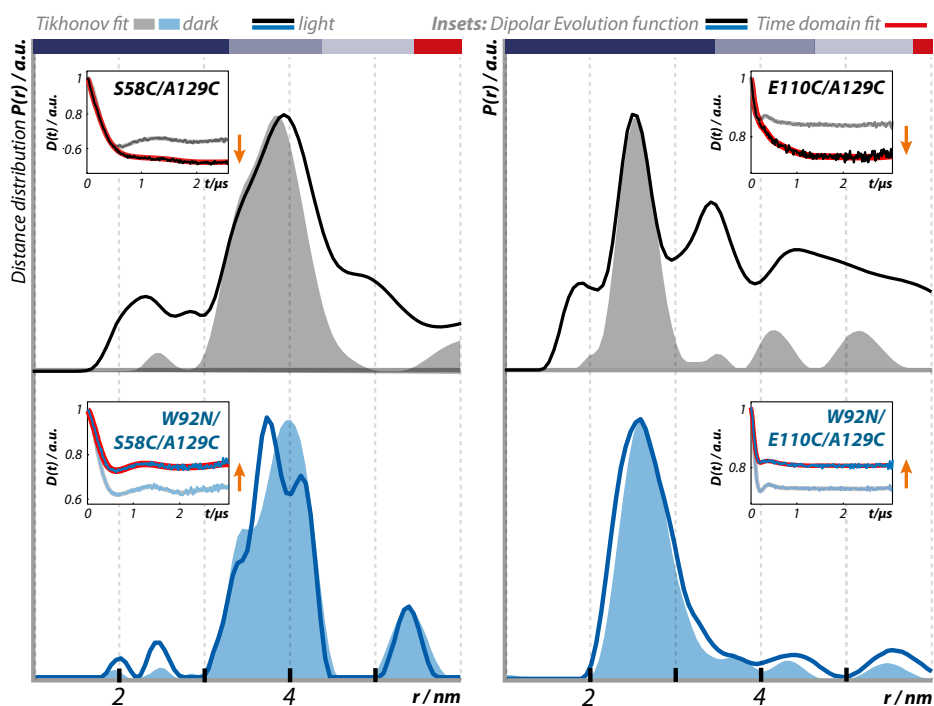 Tikhonov fit dark light Insets: Dipolar Evolution function Time domain fit
Distance distribution P(r) / a.u.
S58C/A129C
D(t) / a.u.
1
0.8
0.6
0 1 2 t/μs
P(r) / a.u.
E110C/A129C
D(t) / a.u.
1
0.8
0 1 2 t/μs
W92N/
S58C/A129C
D(t) / a.u.
1
0.8
0.6
0 1 2 t/μs
W92N/
E110C/A129C
D(t) / a.u.
1
0.8
0 1 2 t/μs
2 4 r / nm
2 4 r / nm